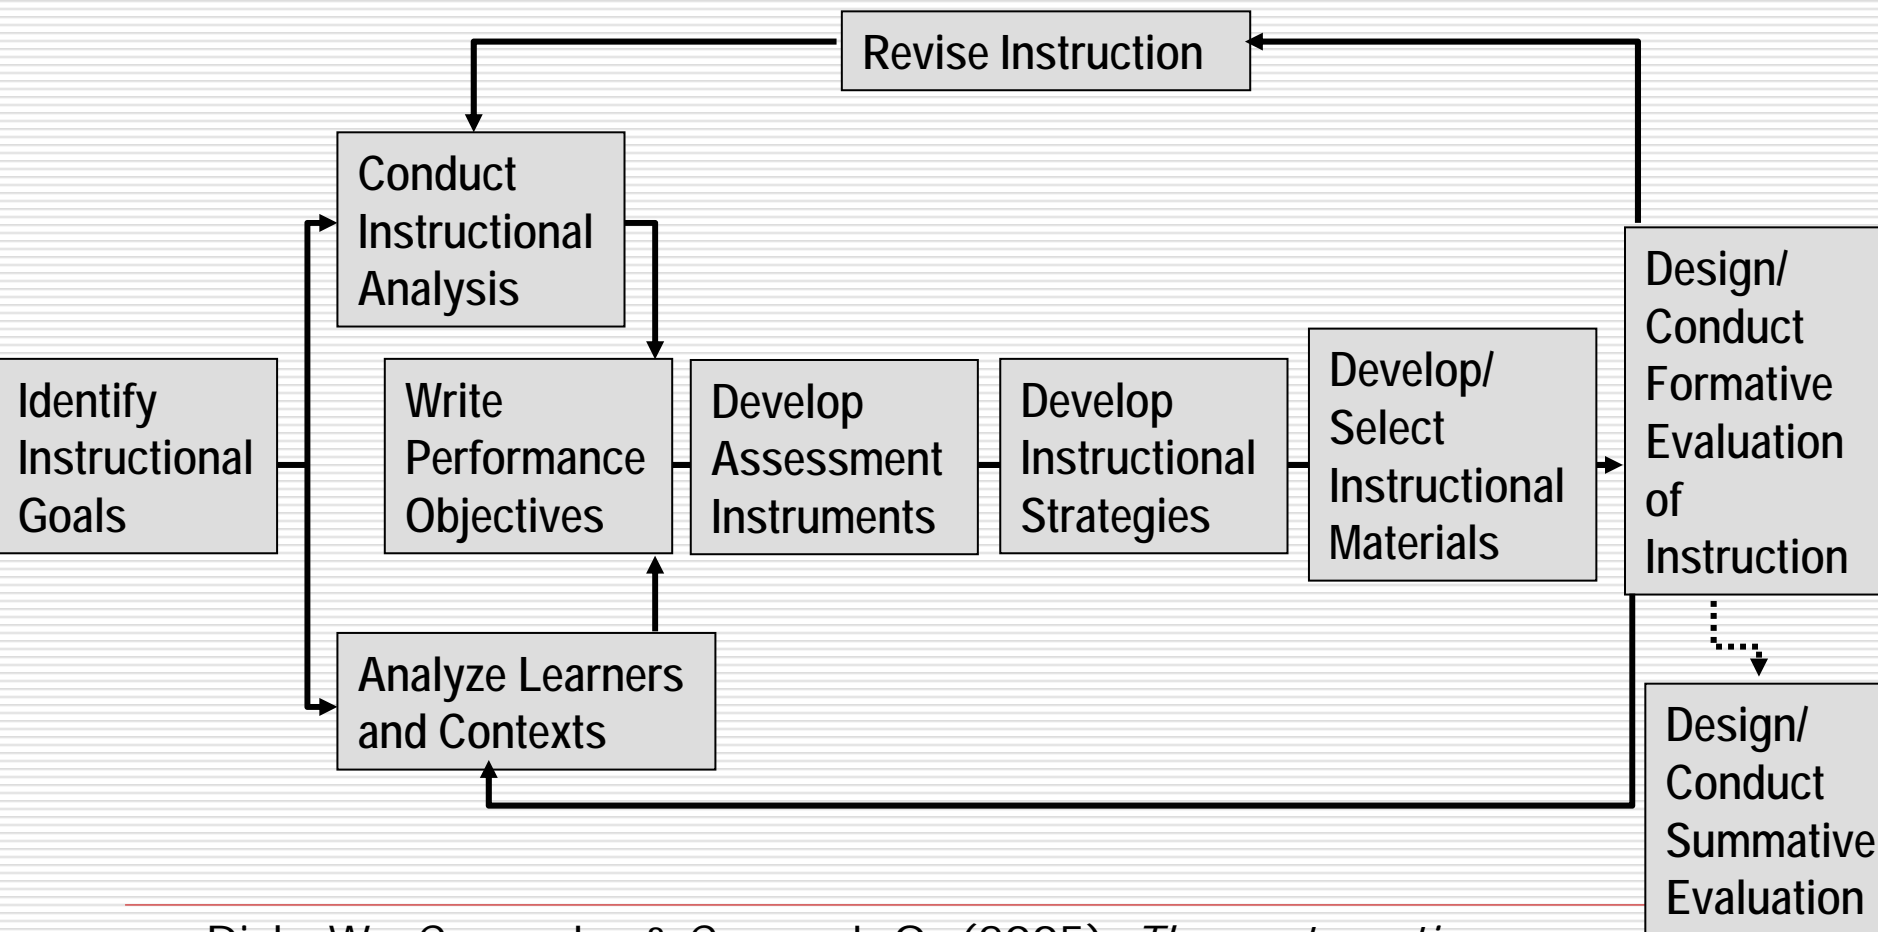 Revise Instruction
Conduct
Instructional
Analysis
Identify
Instructional
Goals
Write
Performance
Objectives
Develop
Assessment
Instruments
Develop
Instructional
Strategies
Develop/
Select
Instructional
Materials
Design/
Conduct
Formative
Evaluation
of
Instruction
Analyze Learners
and Contexts
Design/
Conduct
Summative
Evaluation